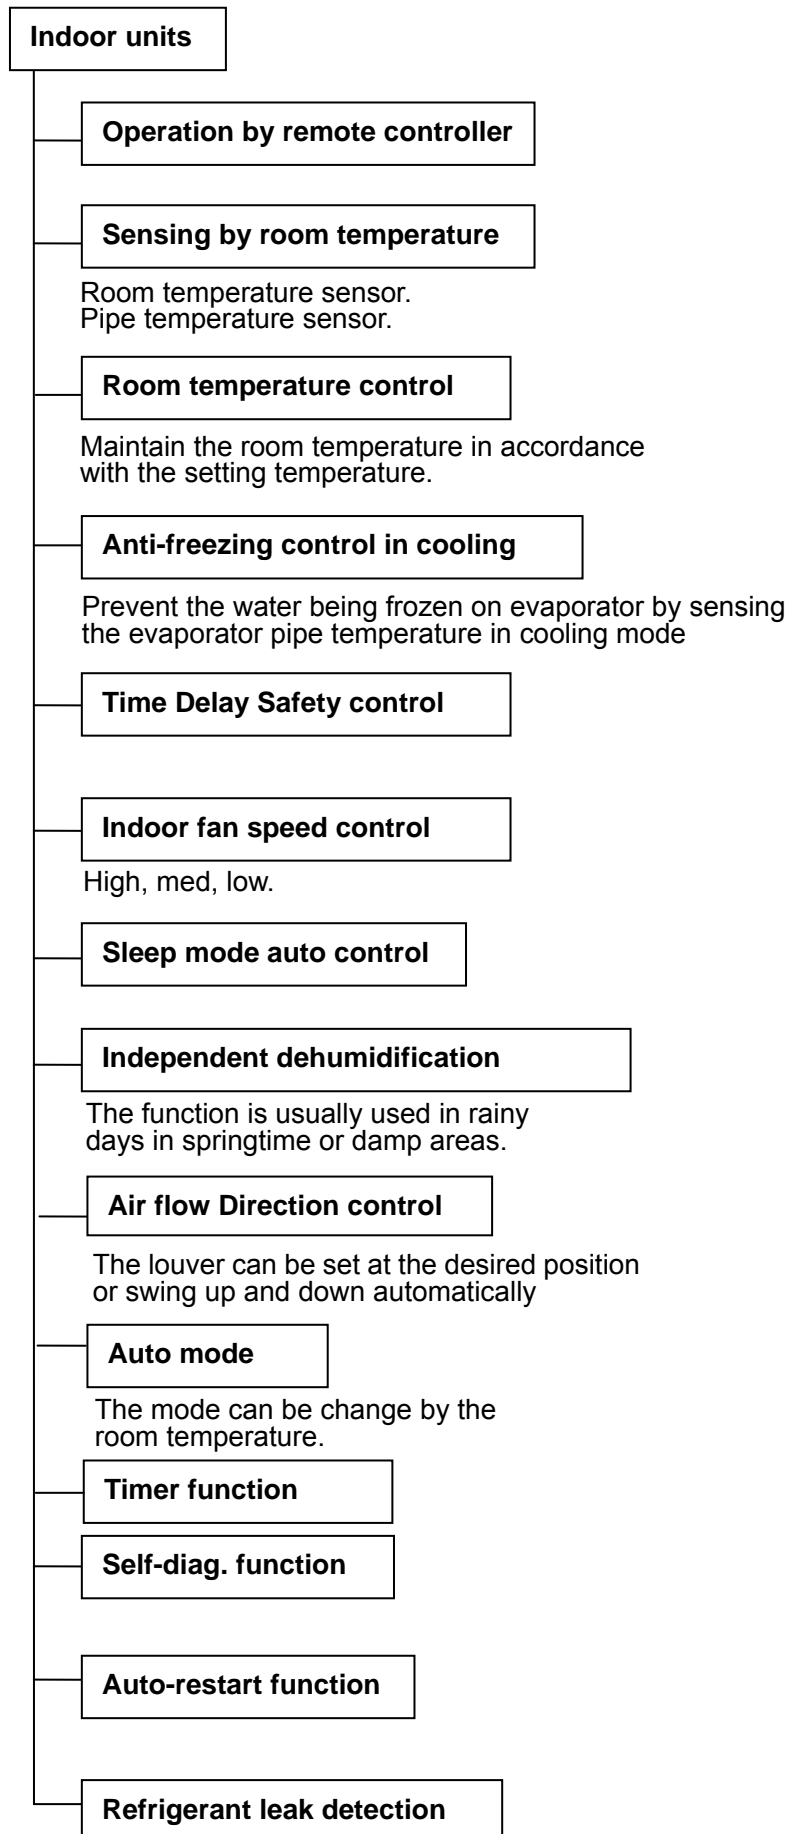 Indoor units
Operation by remote controller
Sensing by room temperature
Room temperature sensor.
Pipe temperature sensor.
Room temperature control
Maintain the room temperature in accordance
with the setting temperature.
Anti-freezing control in cooling
Prevent the water being frozen on evaporator by sensing
the evaporator pipe temperature in cooling mode
Time Delay Safety control
Indoor fan speed control
High, med, low.
Sleep mode auto control
Independent dehumidification
The function is usually used in rainy
days in springtime or damp areas.
Air flow Direction control
The louver can be set at the desired position
or swing up and down automatically
Auto mode
The mode can be change by the
room temperature.
Timer function
Self-diag. function
Auto-restart function
Refrigerant leak detection